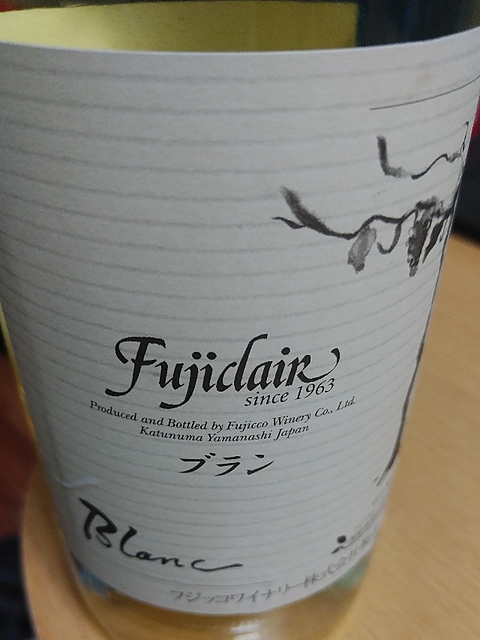 Fujiclair
since 1963
Produced and Bottled by Fujicco Winery Co., Ltd.
Katunuma Yamanashi Japan
ブラン
Blanc
フジッコワイナリー株式会社